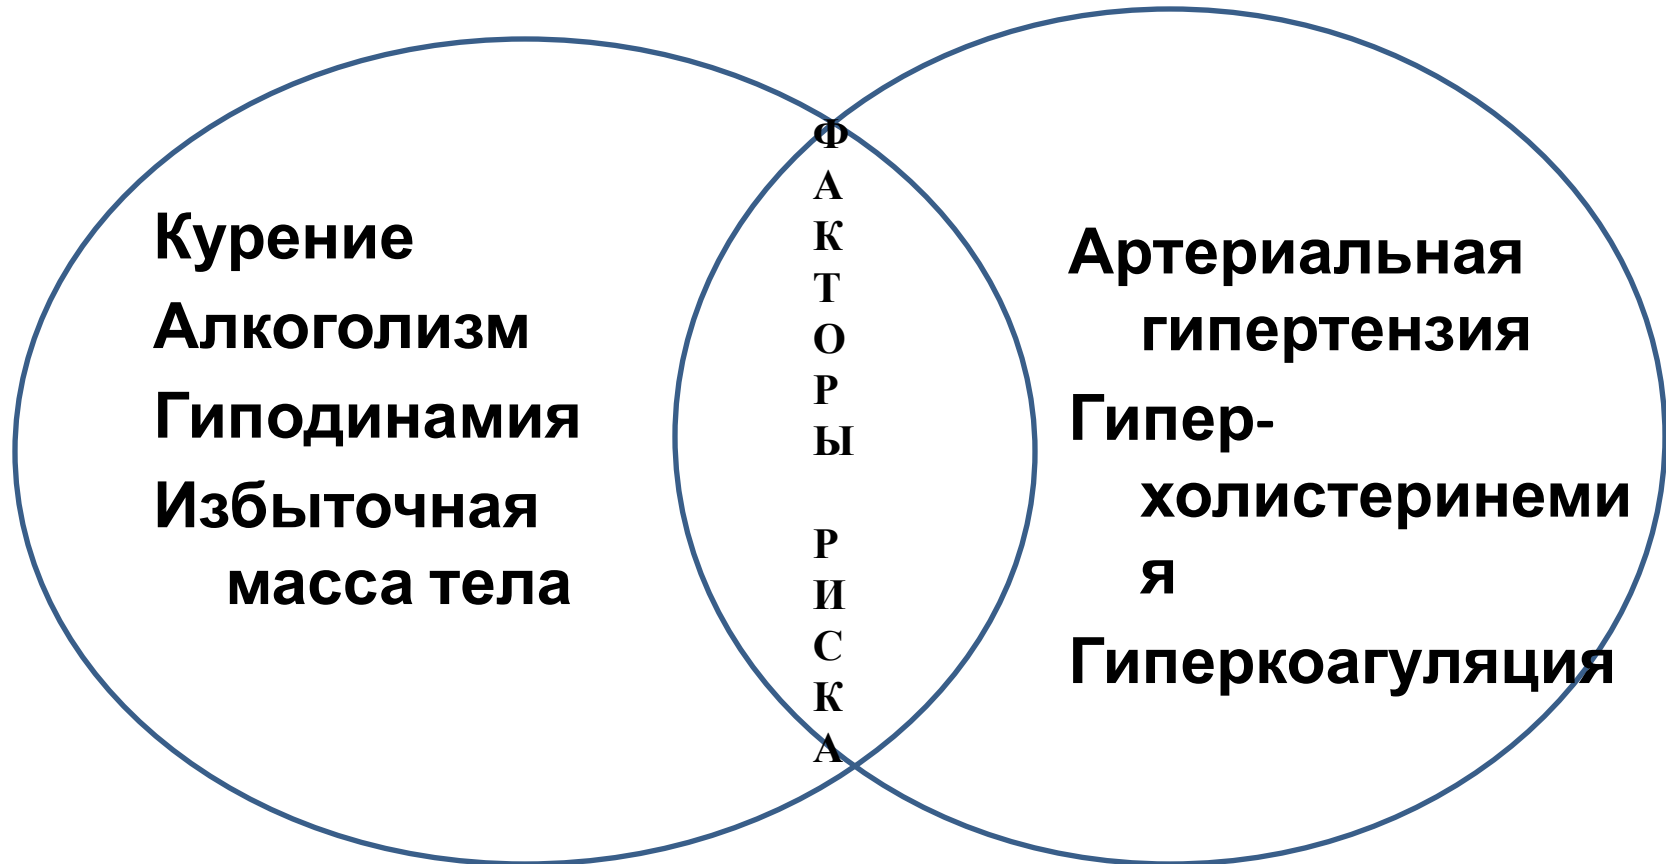 Курение
Алкоголизм
Гиподинамия
Избыточная
масса тела
Ф
А
К
Т
О
Р
Ы
Р
И
С
К
А
Артериальная
гипертензия
Гипер-
холистеринеми
я
Гиперкоагуляция